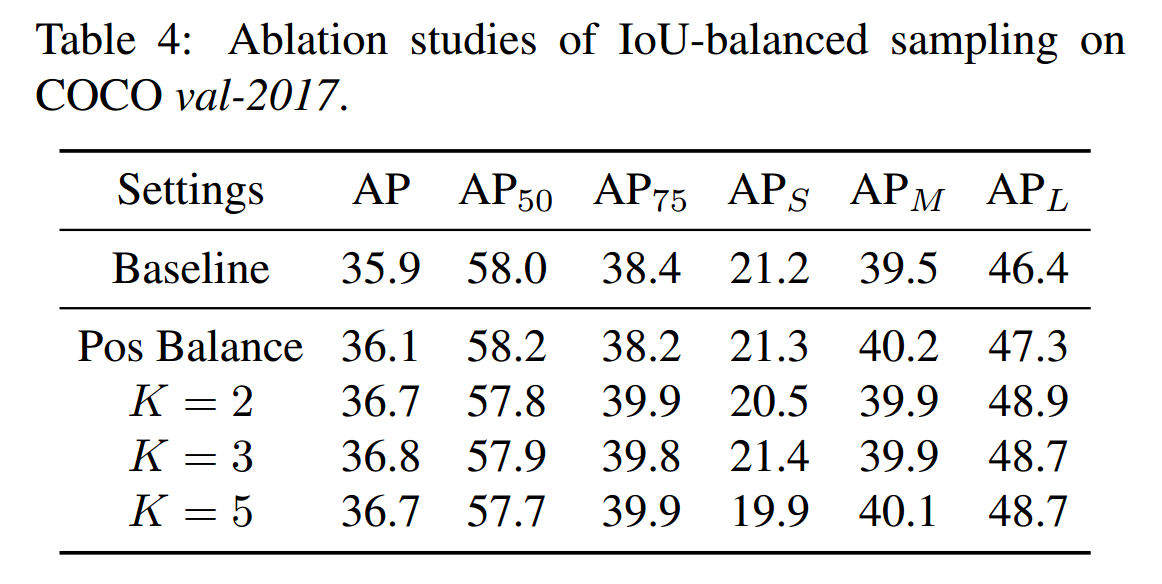 Table 4: Ablation studies of IoU-balanced sampling on
COCO val-2017.
Settings AP AP50 AP75 APS APM APL
Baseline 35.9 58.0 38.4 21.2 39.5 46.4
Pos Balance 36.1 58.2 38.2 21.3 40.2 47.3
K = 2 36.7 57.8 39.9 20.5 39.9 48.9
K = 3 36.8 57.9 39.8 21.4 39.9 48.7
K = 5 36.7 57.7 39.9 19.9 40.1 48.7